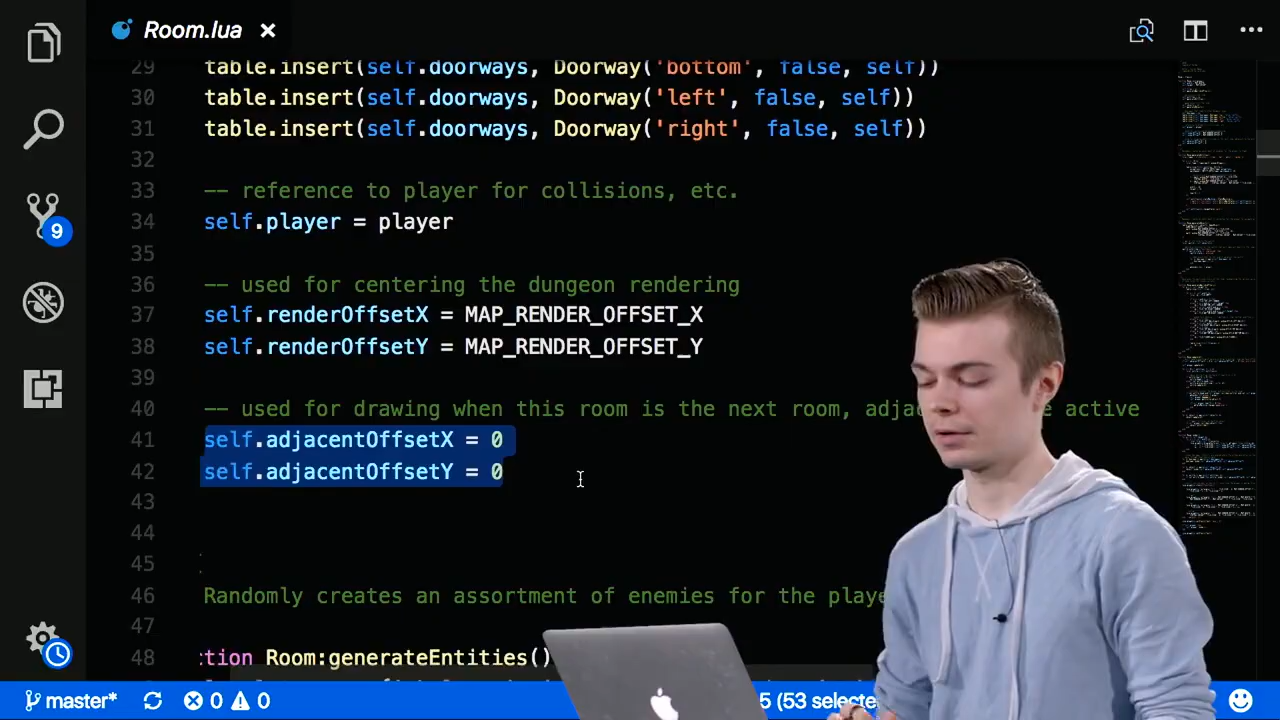 Room.lua
29 table.insert(self.doorways, Doorway('bottom', false, self))
30 table.insert(self.doorways, Doorway('left', false, self))
31 table.insert(self.doorways, Doorway('right', false, self))
32
33 -- reference to player for collisions, etc.
34 self.player = player
35
36 -- used for centering the dungeon rendering
37 self.renderOffsetX = MAP_RENDER_OFFSET_X
38 self.renderOffsetY = MAP_RENDER_OFFSET_Y
39
40 -- used for drawing when this room is the next room, active
41 self.adjacentOffsetX = 0
42 self.adjacentOffsetY = 0
43
44
45
46 Randomly creates an assortment of enemies for the
47
48 tion Room:generateEntities()
9
master* 0 0 (53